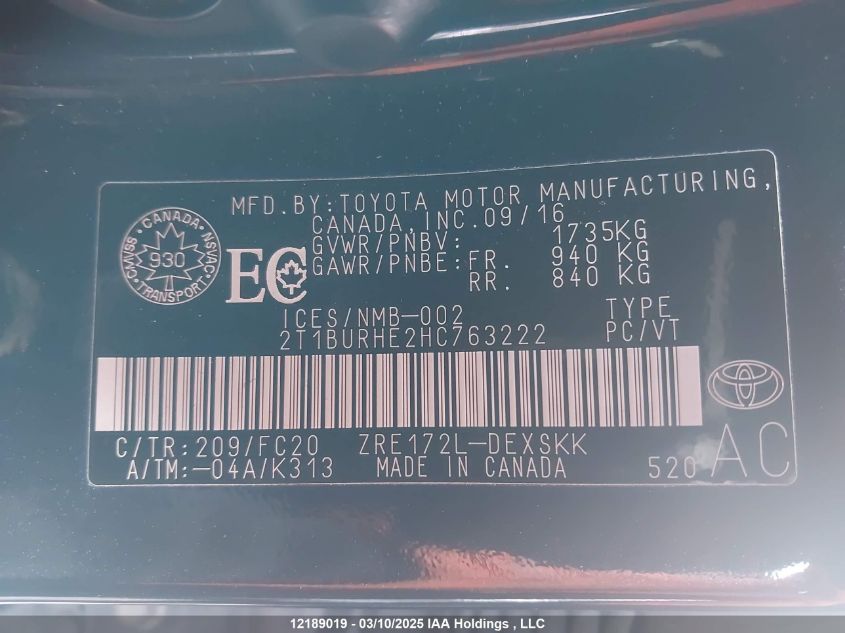 MFD.BY:TOYOTA MOTOR MANUFACTURING,
CANADA,INC.09/16
GVWR/PNBV: 1735KG
GAWR/PNBE:FR. 940 KG
RR. 840 KG
CANADA
CMVSS 930 NSVAC
TRANSPORT
EC
ICES/NMB-002 TYPE
2T1BURHE2HC763222 PC/VT
C/TR:209/FC20 ZRE172L-DEXSKK
A/TM:-04A/K313 MADE IN CANADA 520 AC
12189019 - 03/10/2025 IAA Holdings , LLC